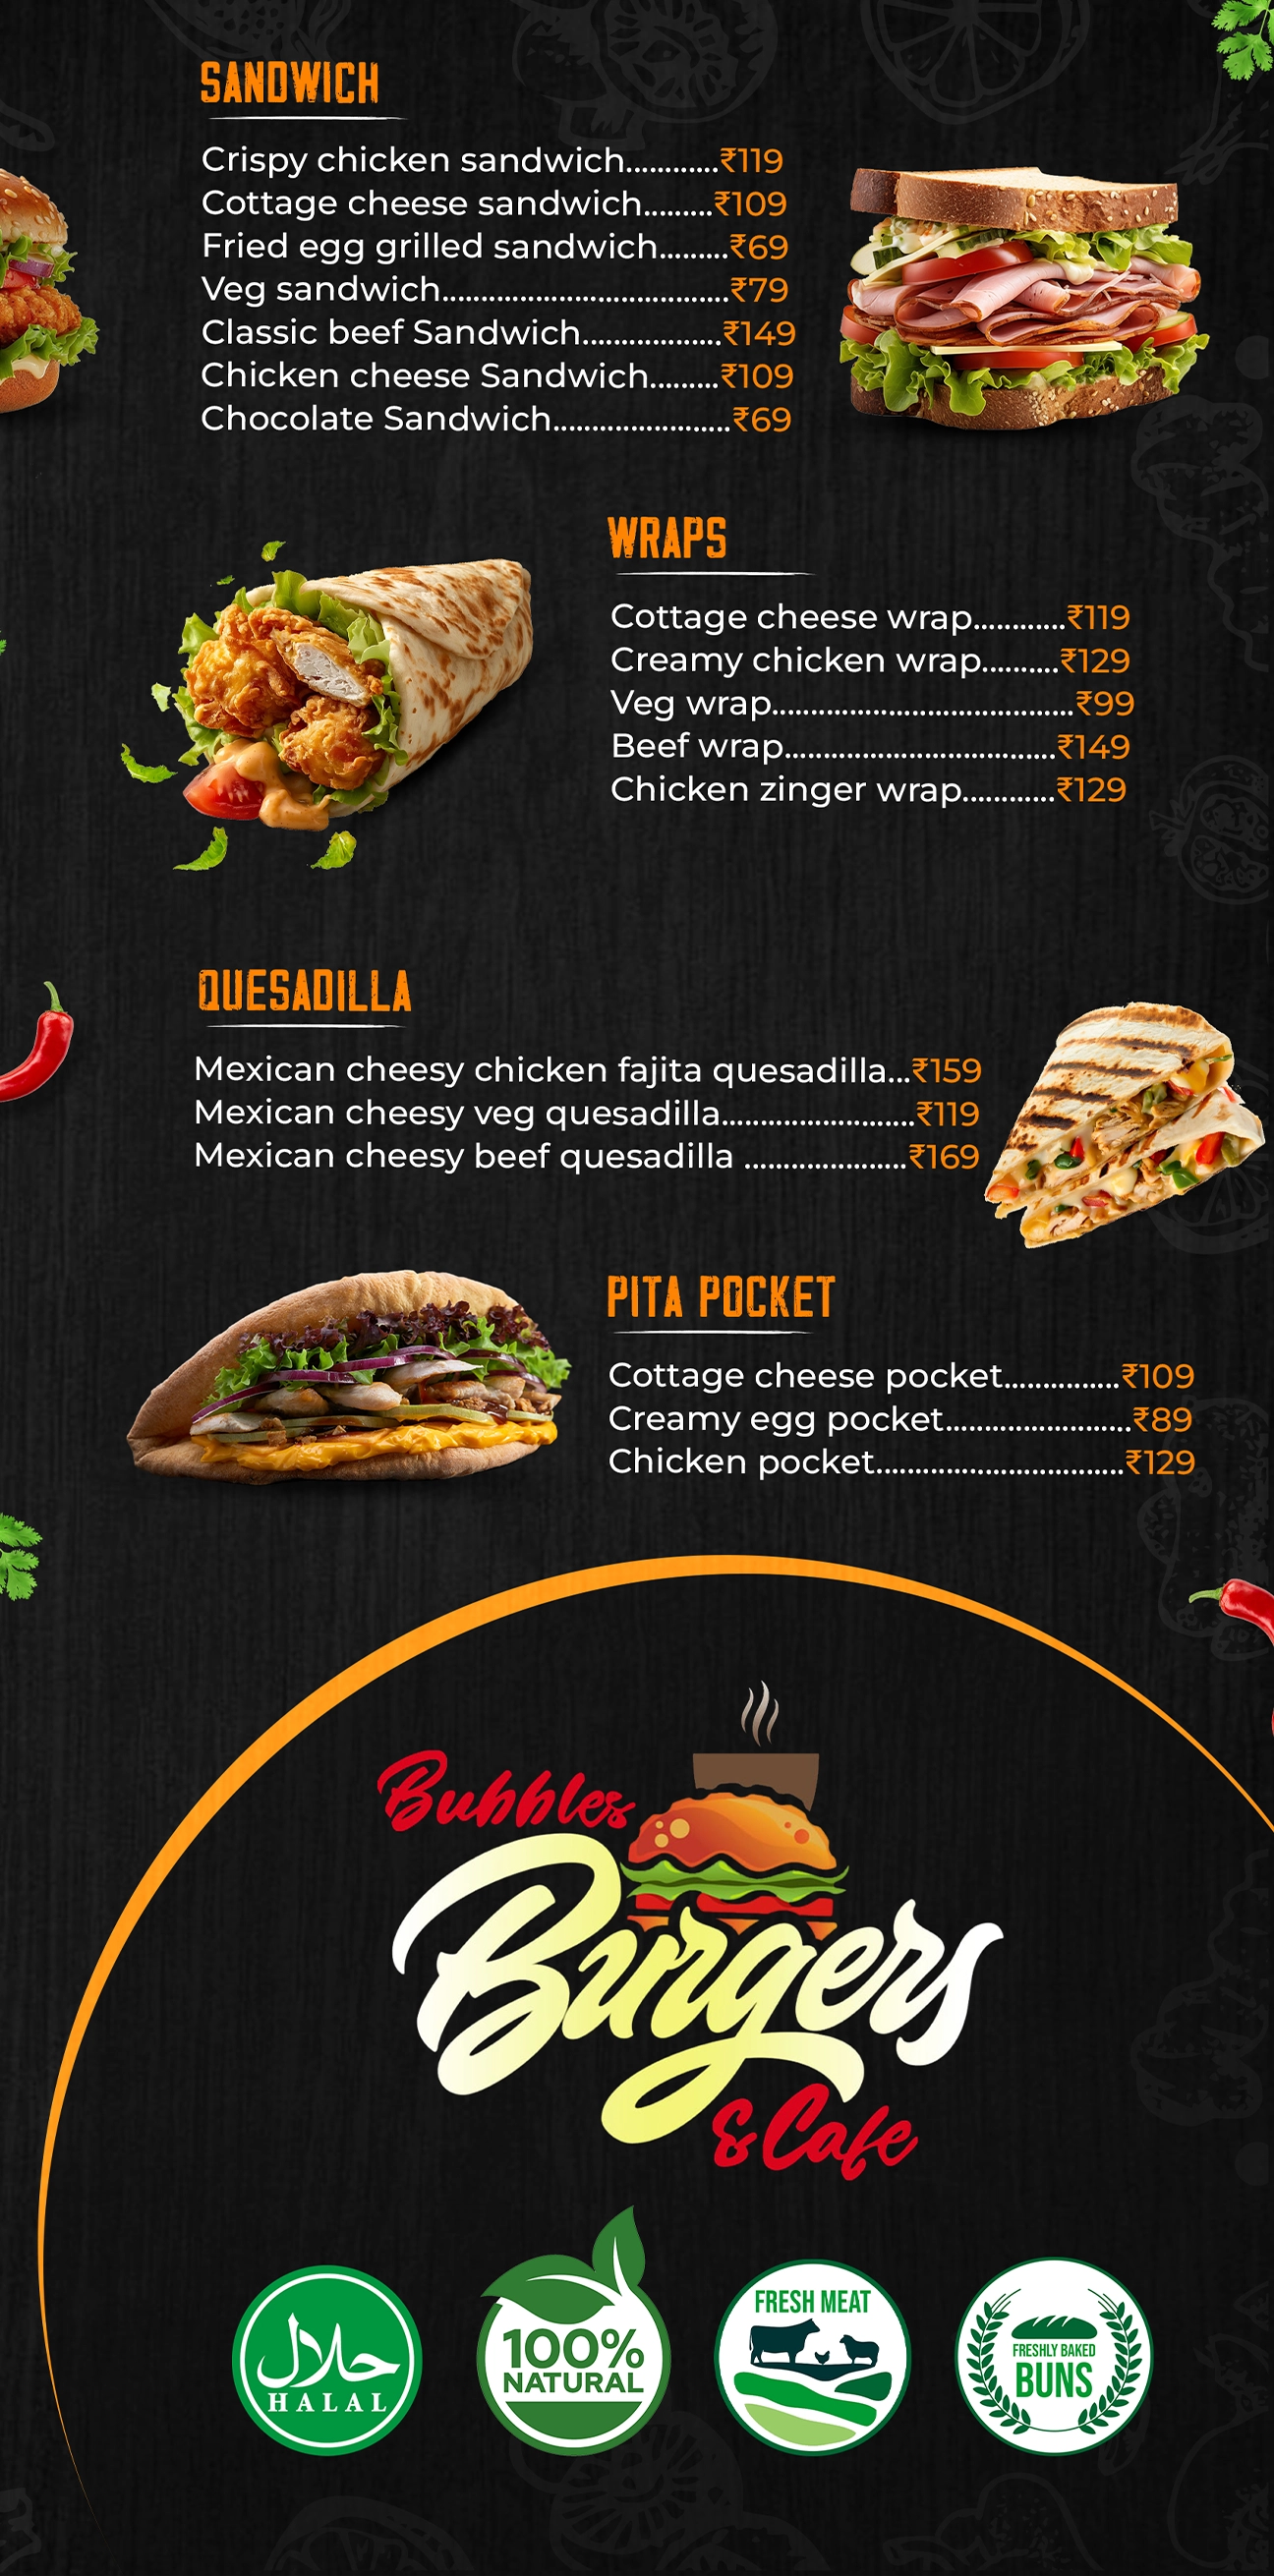 SANDWICH
Crispy chicken sandwich............₹119
Cottage cheese sandwich.........₹109
Fried egg grilled sandwich.........₹69
Veg sandwich.....................................₹79
Classic beef Sandwich..................₹149
Chicken cheese Sandwich.........₹109
Chocolate Sandwich.......................₹69
WRAPS
Cottage cheese wrap............₹119
Creamy chicken wrap..........₹129
Veg wrap.......................................₹99
Beef wrap...................................₹149
Chicken zinger wrap............₹129
QUESADILLA
Mexican cheesy chicken fajita quesadilla...₹159
Mexican cheesy veg quesadilla.........................₹119
Mexican cheesy beef quesadilla .....................₹169
PITA POCKET
Cottage cheese pocket...............₹109
Creamy egg pocket........................₹89
Chicken pocket................................₹129
Bubbles
Burgers
& Cafe
حلال
HALAL
100%
NATURAL
FRESH MEAT
FRESHLY BAKED
BUNS